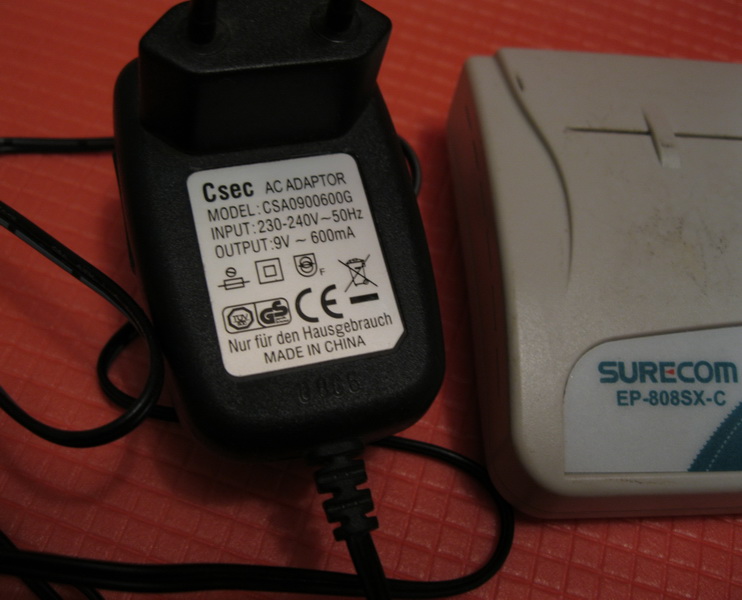 Csec AC ADAPTOR
MODEL:CSA0900600G
INPUT:230-240V~50Hz
OUTPUT:9V ~ 600mA
F
GS
CE
Nur für den Hausgebrauch
MADE IN CHINA
SURECOM
EP-808SX-C